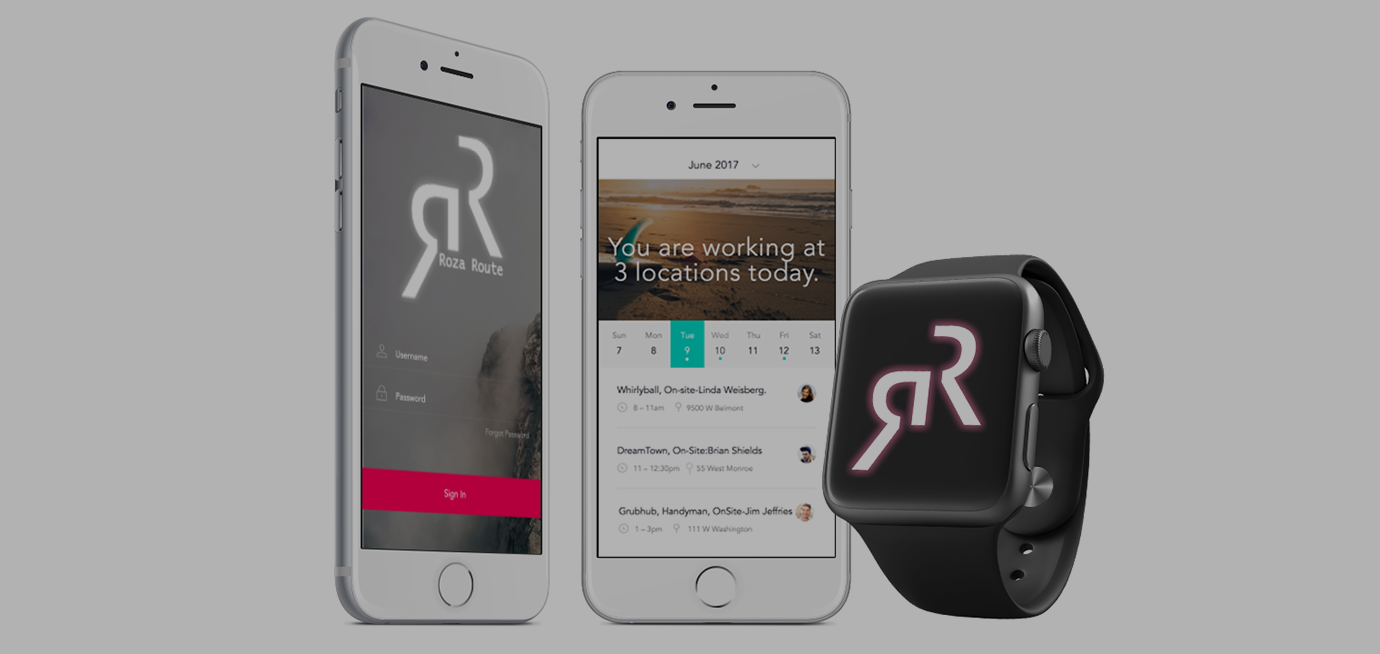 Roza Route
Username
Password
Forgot Password
Sign In
June 2017
You are working at
3 locations today.
Sun Mon Tue Wed Thu Fri Sat
7 8 9 10 11 12 13
Whirlyball, On-site-Linda Weisberg.
8 – 11am 9500 W Belmont
DreamTown, On-Site:Brian Shields
11 – 12:30pm 55 West Monroe
Grubhub, Handyman, OnSite-Jim Jeffries
1 – 3pm 111 W Washington